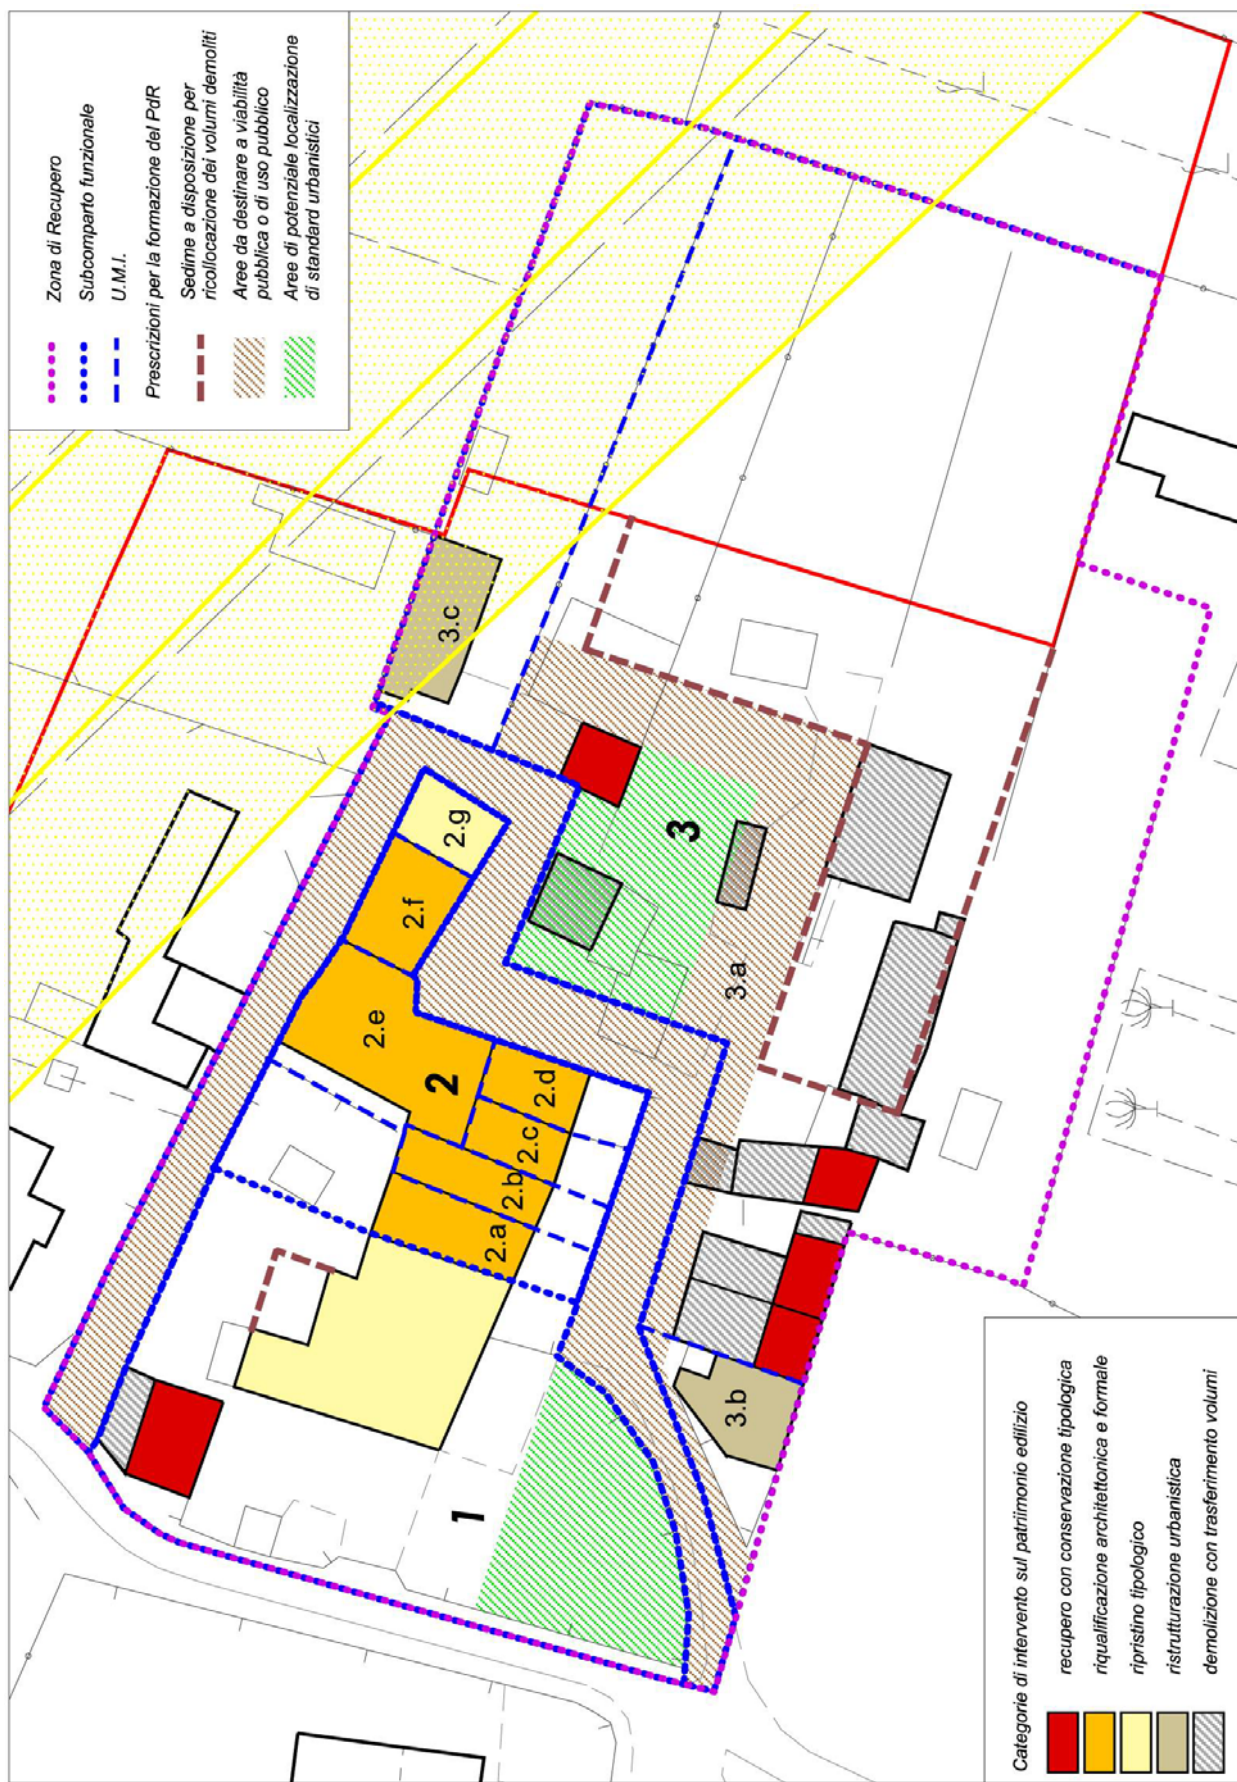 Zona di Recupero
Subcomparto funzionale
U.M.I.
Prescrizioni per la formazione del PdR
Sedime a disposizione per
ricollocazione dei volumi demoliti
Aree da destinare a viabilità
pubblica o di uso pubblico
Aree di potenziale localizzazione
di standard urbanistici
3.c
2.g
2.f
2.e
2
2.d
2.c
2.b
2.a
3
3.a
1
3.b
Categorie di intervento sul patrimonio edilizio
recupero con conservazione tipologica
riqualificazione architettonica e formale
ripristino tipologico
ristrutturazione urbanistica
demolizione con trasferimento volumi